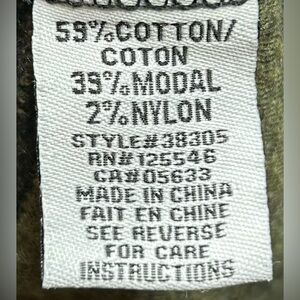 59%COTTON/
COTON
39%MODAL
2%NYLON
STYLE#38305
RN#125546
CA#05633
MADE IN CHINA
FAIT EN CHINE
SEE REVERSE
FOR CARE
INSTRUCTIONS